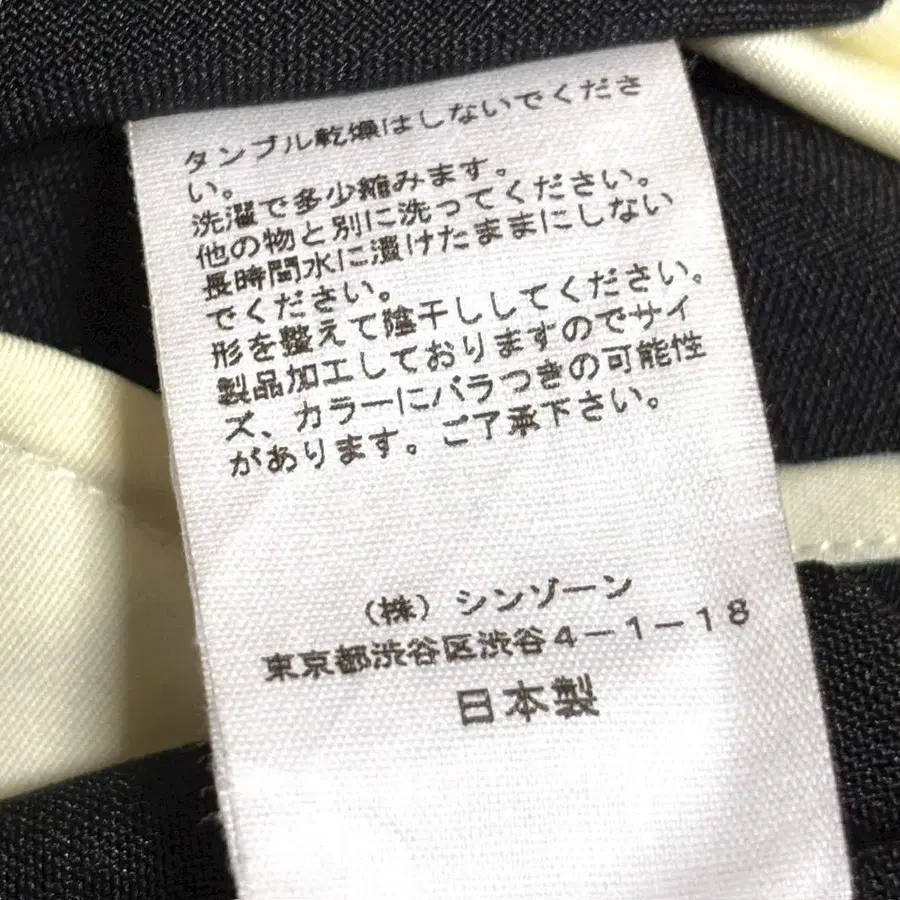 タンブル乾燥はしないでくださ
い。
洗濯で多少縮みます。
他の物と別に洗ってください。
長時間水に漬けたままにしない
でください。
形を整えて陰干ししてください。
製品加工しておりますのでサイ
ズ、カラーにバラつきの可能性
があります。ご了承下さい。
（株）シンゾーン
東京都渋谷区渋谷4－1－18
日本製